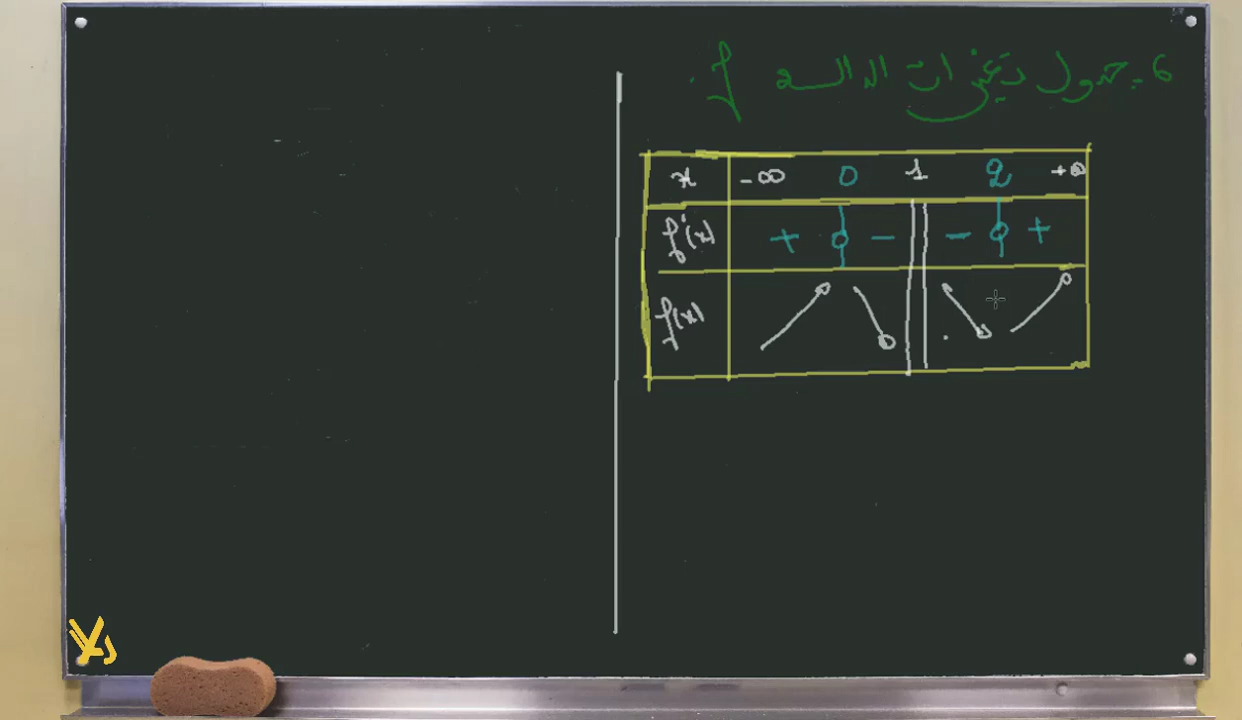 6- جدول تغيرات الدالة f.
x -∞ 0 1 2 +∞
f'(x) + 0 - - 0 +
f(x)